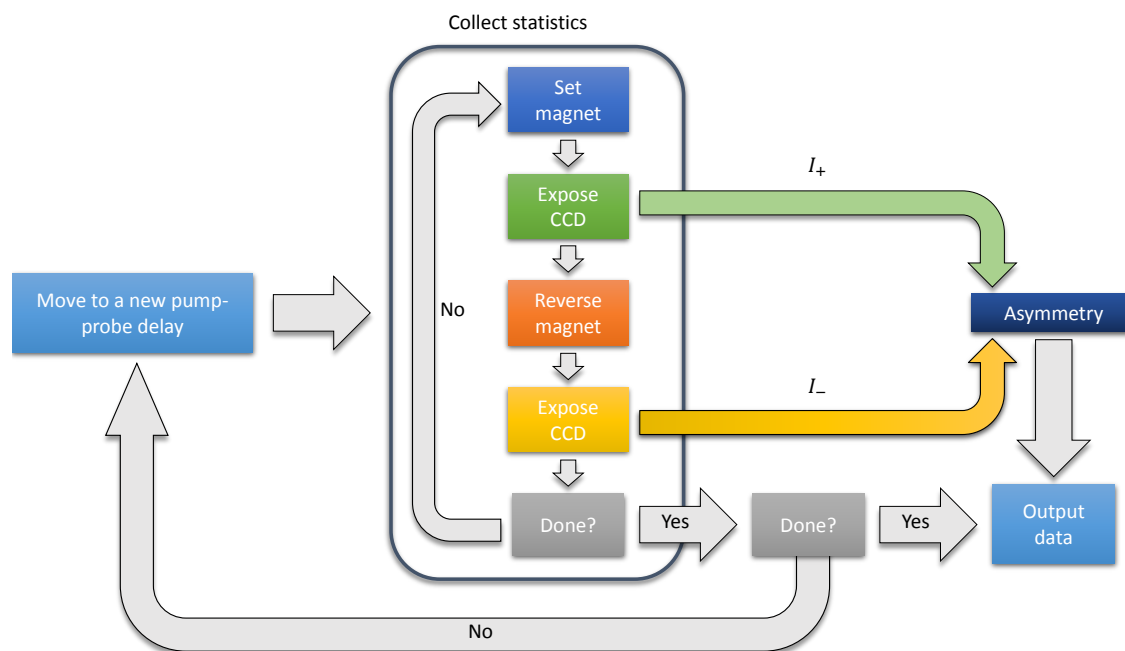 Collect statistics
Set
magnet
Expose
CCD
I₊
Move to a new pump-
probe delay
No
Reverse
magnet
Asymmetry
Expose
CCD
I₋
Done?
Yes
Done?
Yes
Output
data
No